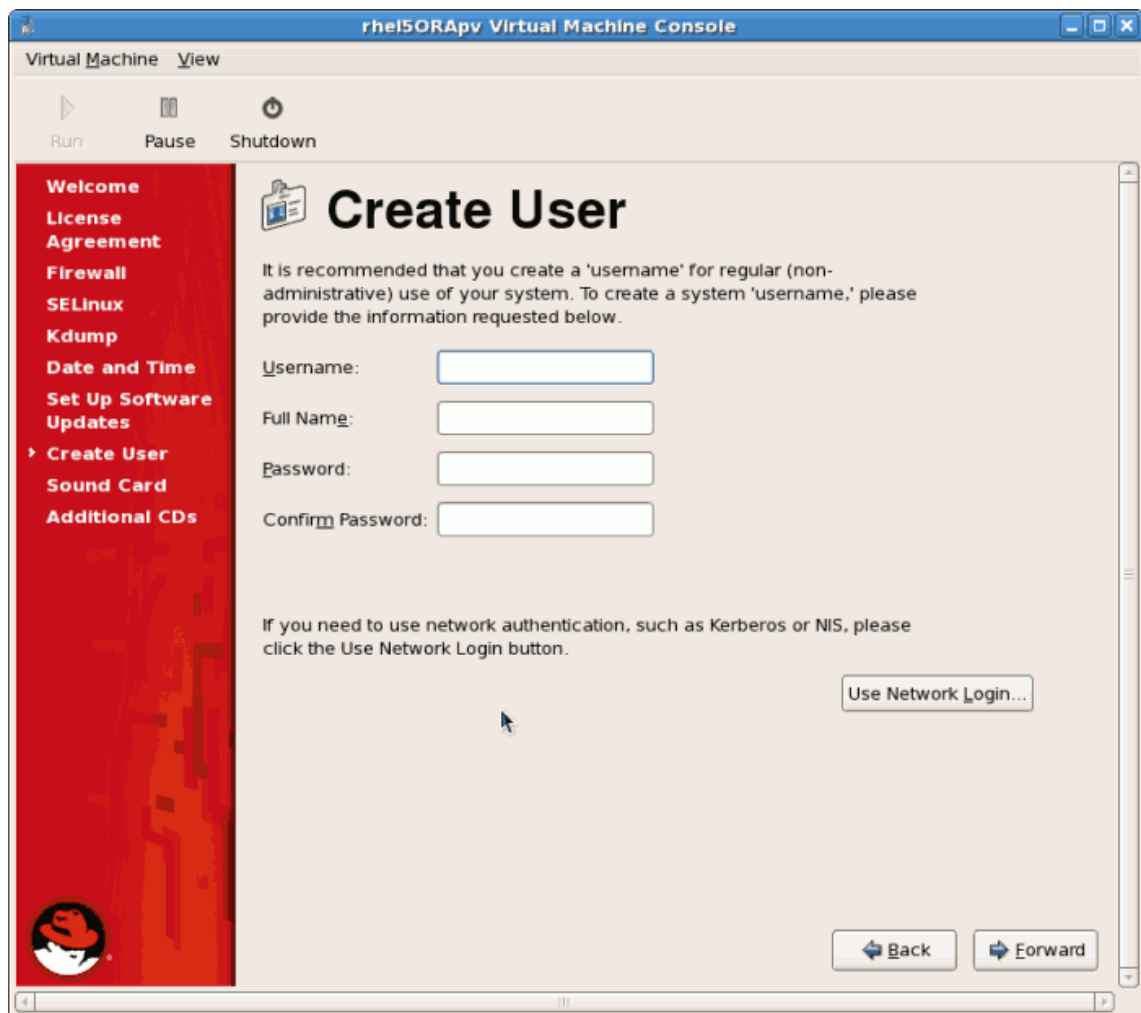 rhel5ORApv Virtual Machine Console
Virtual Machine View
Run Pause Shutdown
Welcome
License
Agreement
Firewall
SELinux
Kdump
Date and Time
Set Up Software
Updates
Create User
Sound Card
Additional CDs
Create User
It is recommended that you create a 'username' for regular (non-
administrative) use of your system. To create a system 'username,' please
provide the information requested below.
Username:
Full Name:
Password:
Confirm Password:
If you need to use network authentication, such as Kerberos or NIS, please
click the Use Network Login button.
Use Network Login...
Back Forward